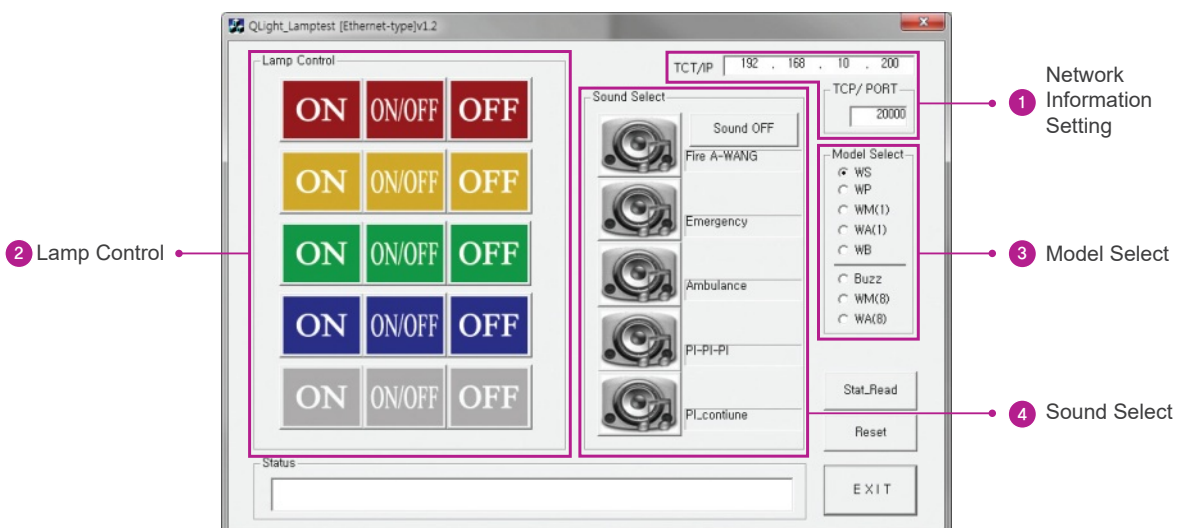 QLight_Lamptest [Ethernet-type]v1.2
Lamp Control
ON ON/OFF OFF
ON ON/OFF OFF
ON ON/OFF OFF
ON ON/OFF OFF
ON ON/OFF OFF
2 Lamp Control
TCT/IP 192 . 168 . 10 . 200
TCP/ PORT
20000
1 Network
Information
Setting
Sound Select
Sound OFF
Fire A-WANG
Emergency
Ambulance
PI-PI-PI
PI_contiune
Model Select
WS
WP
WM(1)
WA(1)
WB
Buzz
WM(8)
WA(8)
3 Model Select
Stat_Read
Reset
4 Sound Select
Status
EXIT